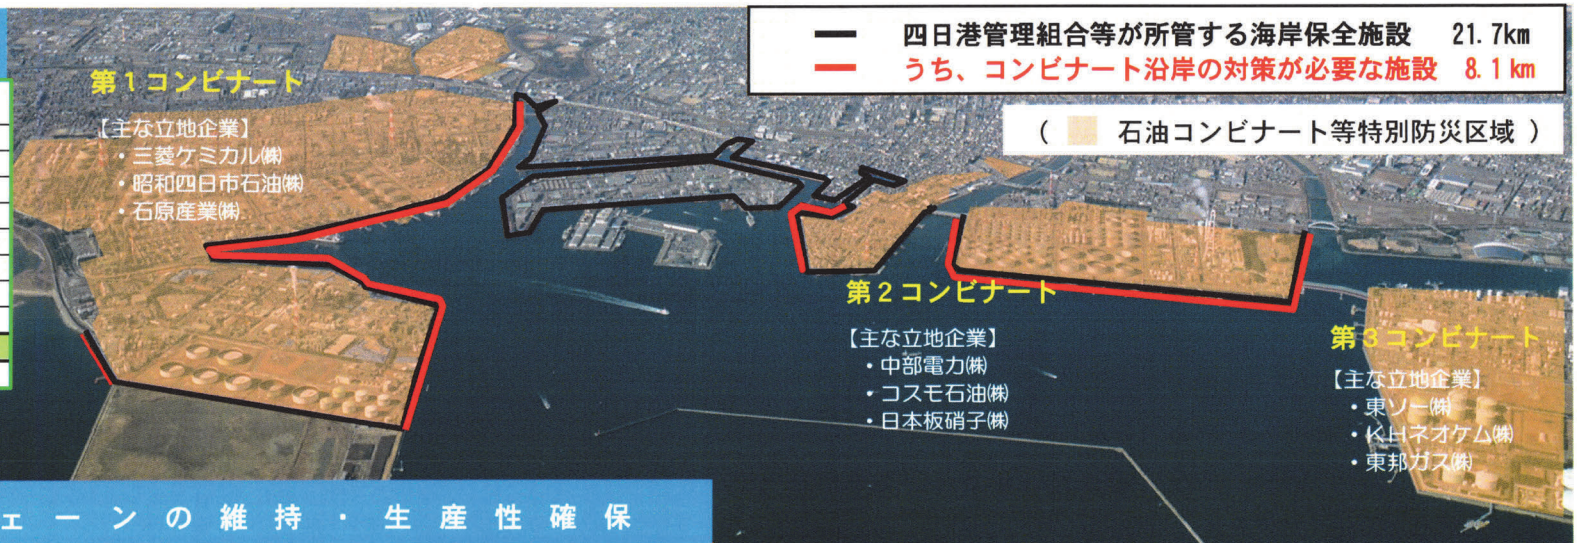 四日港管理組合等が所管する海岸保全施設 21.7km
うち、コンビナート沿岸の対策が必要な施設 8.1km
( 石油コンビナート等特別防災区域 )
第1コンビナート
【主な立地企業】
・三菱ケミカル㈱
・昭和四日市石油㈱
・石原産業㈱
第2コンビナート
【主な立地企業】
・中部電力㈱
・コスモ石油㈱
・日本板硝子㈱
第3コンビナート
【主な立地企業】
・東ソー㈱
・KHネオケム㈱
・東邦ガス㈱
ェーンの維持・生産性確保